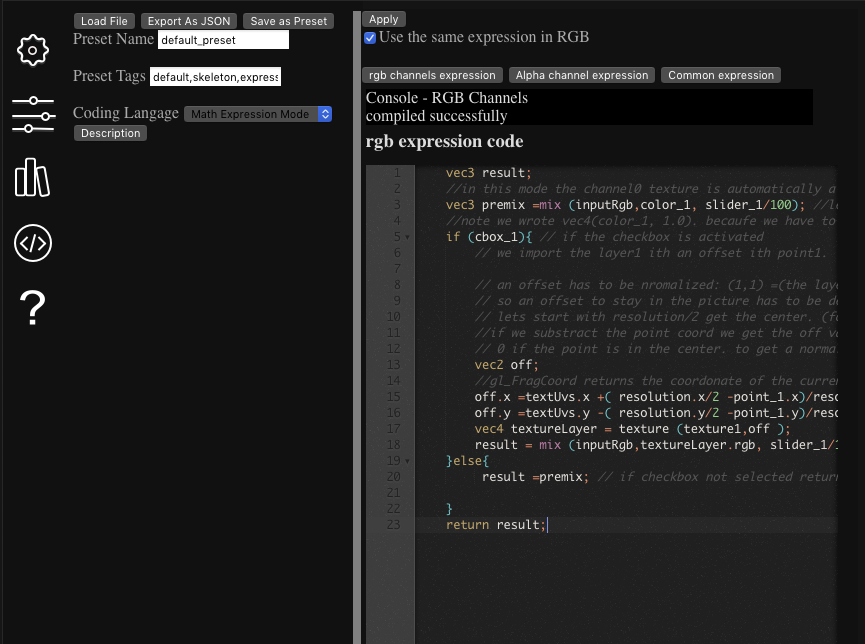 Load File Export As JSON Save as Preset
Preset Name default_preset
Preset Tags default,skeleton,express
Coding Langage Math Expression Mode
Description
</>
?
Apply
Use the same expression in RGB
rgb channels expression Alpha channel expression Common expression
Console - RGB Channels
compiled successfully
rgb expression code
1 vec3 result;
2 //in this mode the channel0 texture is automatically a
3 vec3 premix =mix (inputRgb,color_1, slider_1/100); //le
4 //note we wrote vec4(color_1, 1.0). becaufe we have to
5 if (cbox_1){ // if the checkbox is activated
6 // we import the layer1 ith an offset ith point1.
7
8 // an offset has to be nromalized: (1,1) =(the laye
9 // so an offset to stay in the picture has to be de
10 // lets start with resolution/2 get the center. (fo
11 //if we substract the point coord we get the off ve
12 // 0 if the point is in the center. to get a norma
13 vec2 off;
14 //gl_FragCoord returns the coordonate of the curren
15 off.x =textUvs.x +( resolution.x/2 -point_1.x)/reso
16 off.y =textUvs.y -( resolution.y/2 -point_1.y)/reso
17 vec4 textureLayer = texture (texture1,off );
18 result = mix (inputRgb,textureLayer.rgb, slider_1/1
19 }else{
20 result =premix; // if checkbox not selected return
21
22 }
23 return result;